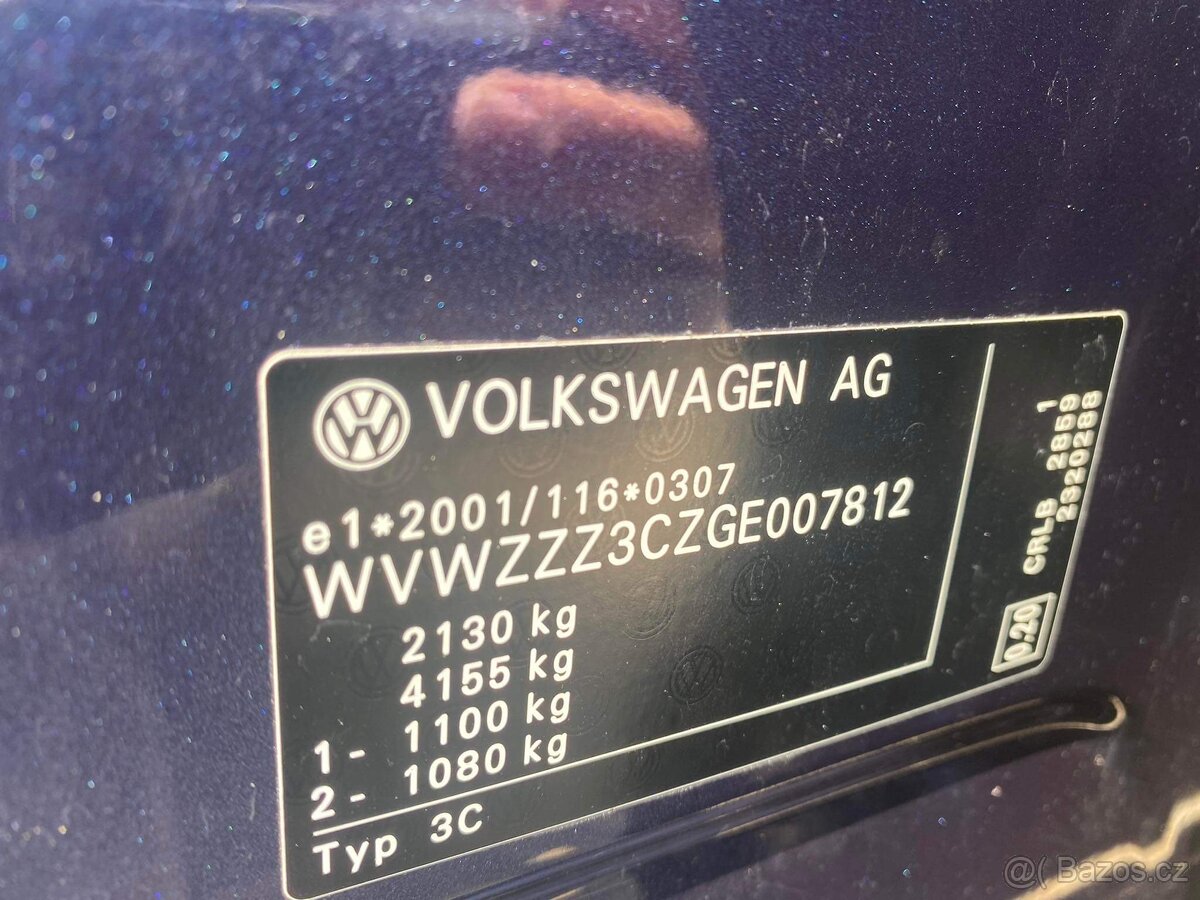 VOLKSWAGEN AG
e1*2001/116*0307
WVWZZZ3CZGE007812
2130 kg
4155 kg
1- 1100 kg
2- 1080 kg
Typ 3C
1
CRLB 2859
2320288
0.20
@( Bazos.cz